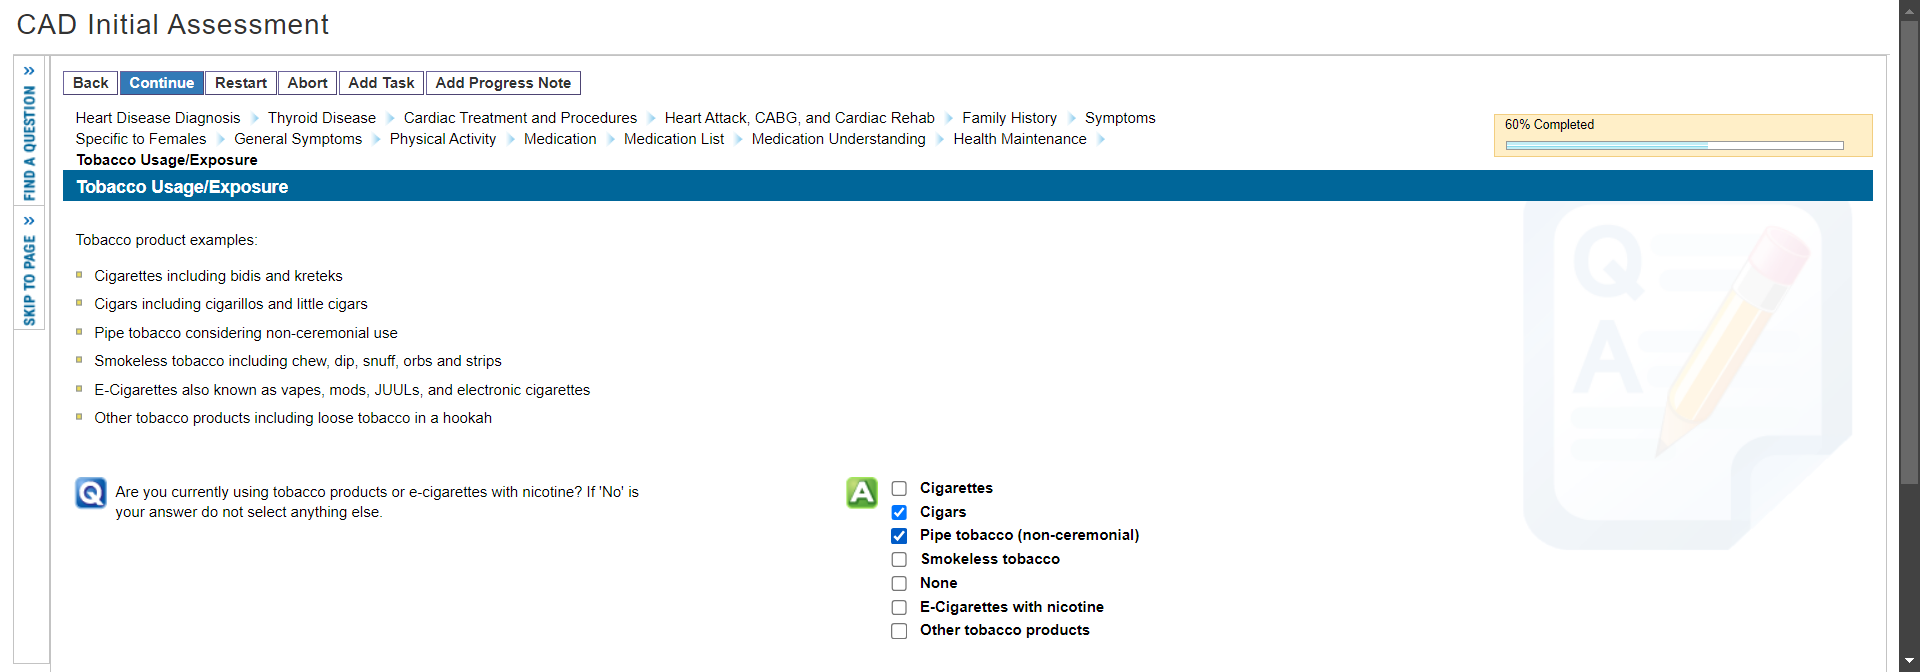 CAD Initial Assessment
FIND A QUESTION
SKIP TO PAGE
Back Continue Restart Abort Add Task Add Progress Note
Heart Disease Diagnosis Thyroid Disease Cardiac Treatment and Procedures Heart Attack, CABG, and Cardiac Rehab Family History Symptoms
Specific to Females General Symptoms Physical Activity Medication Medication List Medication Understanding Health Maintenance
Tobacco Usage/Exposure
60% Completed
Tobacco Usage/Exposure
Tobacco product examples:
Cigarettes including bidis and kreteks
Cigars including cigarillos and little cigars
Pipe tobacco considering non-ceremonial use
Smokeless tobacco including chew, dip, snuff, orbs and strips
E-Cigarettes also known as vapes, mods, JUULs, and electronic cigarettes
Other tobacco products including loose tobacco in a hookah
Q
A
Q Are you currently using tobacco products or e-cigarettes with nicotine? If 'No' is
your answer do not select anything else.
A Cigarettes
Cigars
Pipe tobacco (non-ceremonial)
Smokeless tobacco
None
E-Cigarettes with nicotine
Other tobacco products